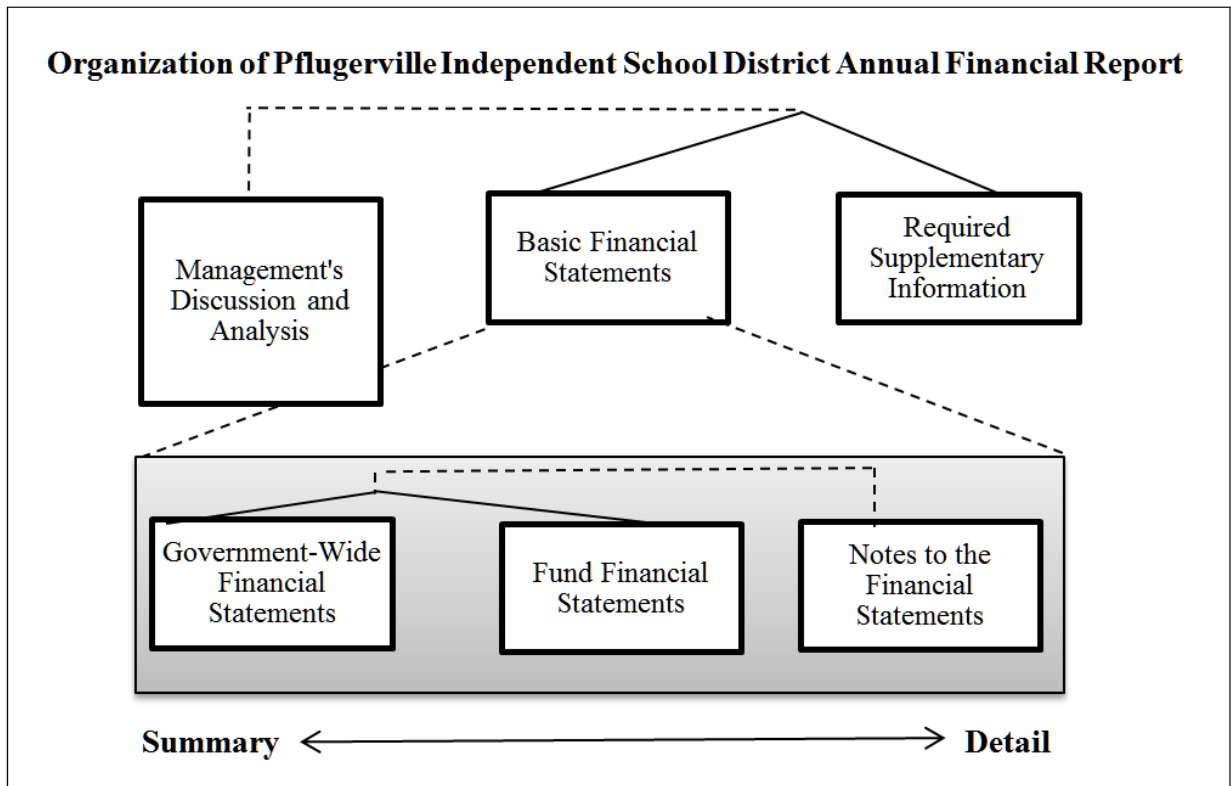 Organization of Pflugerville Independent School District Annual Financial Report
Management's
Discussion and
Analysis
Basic Financial
Statements
Required
Supplementary
Information
Government-Wide
Financial
Statements
Fund Financial
Statements
Notes to the
Financial
Statements
Summary
Detail